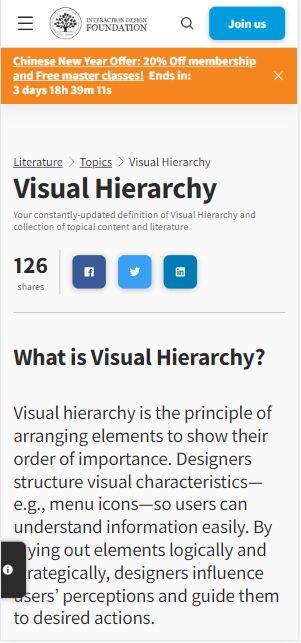 INTERACTION DESIGN
FOUNDATION
Join us
Chinese New Year Offer: 20% Off membership
and Free master classes! Ends in:
3 days 18h 39m 11s
Literature > Topics > Visual Hierarchy
Visual Hierarchy
Your constantly-updated definition of Visual Hierarchy and
collection of topical content and literature
126
shares
What is Visual Hierarchy?
Visual hierarchy is the principle of
arranging elements to show their
order of importance. Designers
structure visual characteristics—
e.g., menu icons—so users can
understand information easily. By
ying out elements logically and
trategically, designers influence
users’ perceptions and guide them
to desired actions.